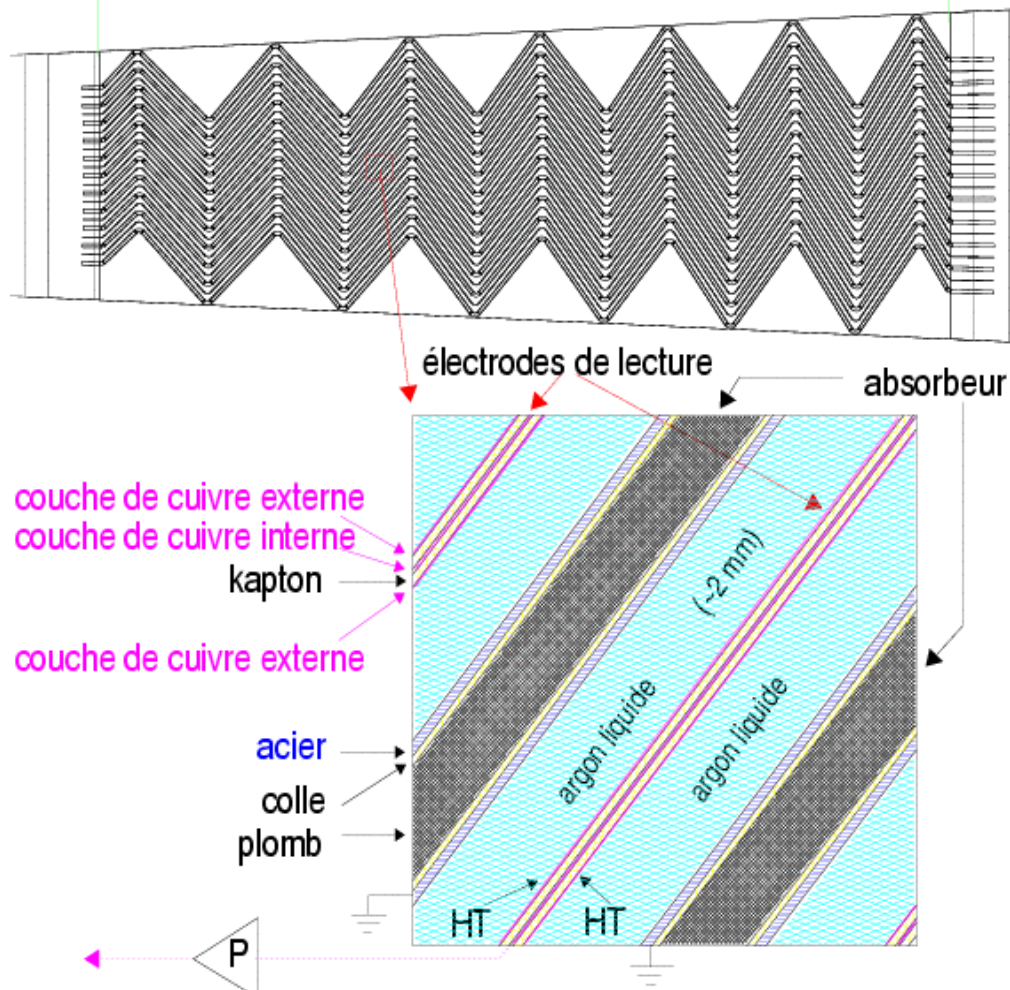 électrodes de lecture
absorbeur
couche de cuivre externe
couche de cuivre interne
kapton
couche de cuivre externe
(~2 mm)
argon liquide
argon liquide
acier
colle
plomb
HT
HT
P